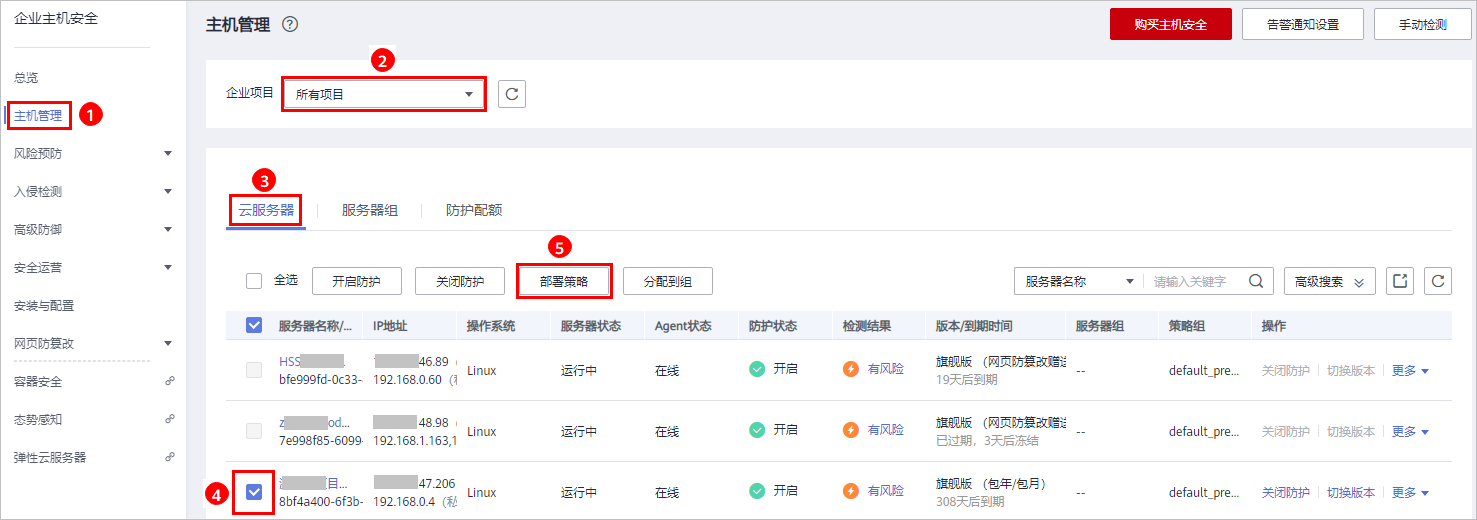 企业主机安全
总览
主机管理
1
风险预防
入侵检测
高级防御
安全运营
安装与配置
网页防篡改
容器安全
态势感知
弹性云服务器
主机管理 ?
购买主机安全 告警通知设置 手动检测
2
企业项目 所有项目
3
云服务器 服务器组 防护配额
5
全选 开启防护 关闭防护 部署策略 分配到组 服务器名称 请输入关键字 高级搜索
服务器名称/... IP地址 操作系统 服务器状态 Agent状态 防护状态 检测结果 版本/到期时间 服务器组 策略组 操作
HSS 46.89 Linux 运行中 在线 开启 有风险 旗舰版 （网页防篡改赠送 -- default_pre... 关闭防护 切换版本 更多
bfe999fd-0c33- 192.168.0.60 （私 19天后到期
z od... 48.98 Linux 运行中 在线 开启 有风险 旗舰版 （网页防篡改赠送 -- default_pre... 关闭防护 切换版本 更多
7e998f85-6099- 192.168.1.163,1 已过期，3天后冻结
4
目... 47.206 Linux 运行中 在线 开启 有风险 旗舰版 （包年/包月） -- default_pre... 关闭防护 切换版本 更多
8bf4a400-6f3b- 192.168.0.4 （私 308天后到期